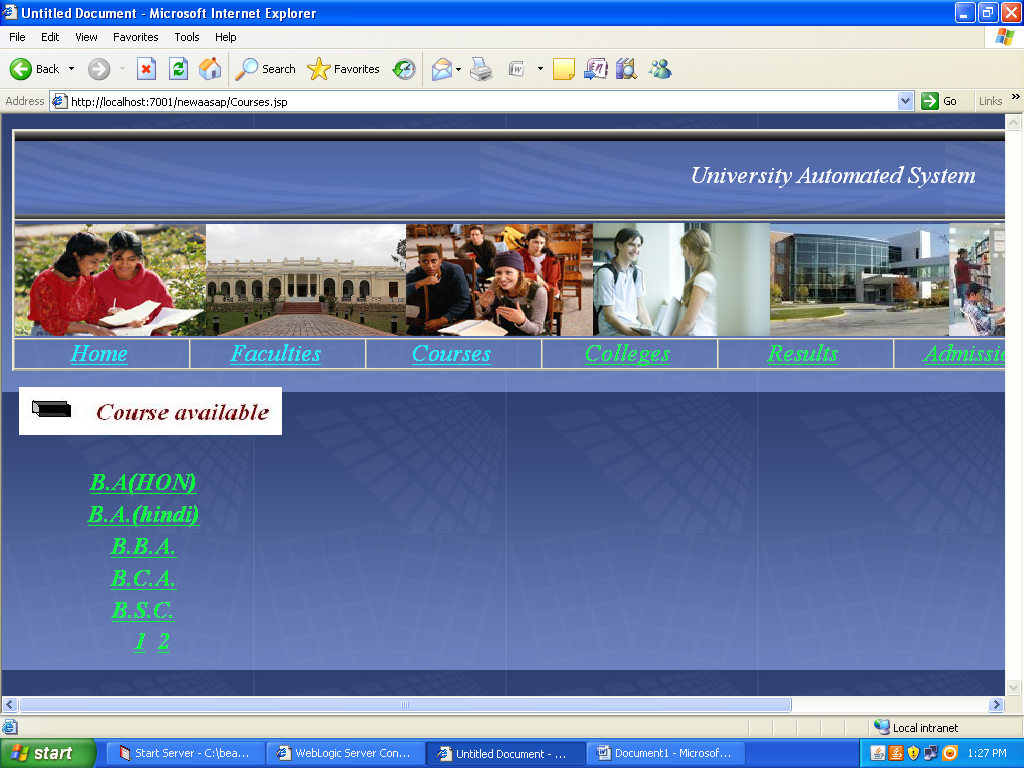 Untitled Document - Microsoft Internet Explorer
File Edit View Favorites Tools Help
Back Search Favorites
Address http://localhost:7001/newaasap/Courses.jsp Go Links »
University Automated System
Home Faculties Courses Colleges Results Admissio
Course available
B.A(HON)
B.A.(hindi)
B.B.A.
B.C.A.
B.S.C.
1 2
Local intranet
start Start Server - C:\bea... WebLogic Server Con... Untitled Document - ... Document1 - Microsof... 1:27 PM